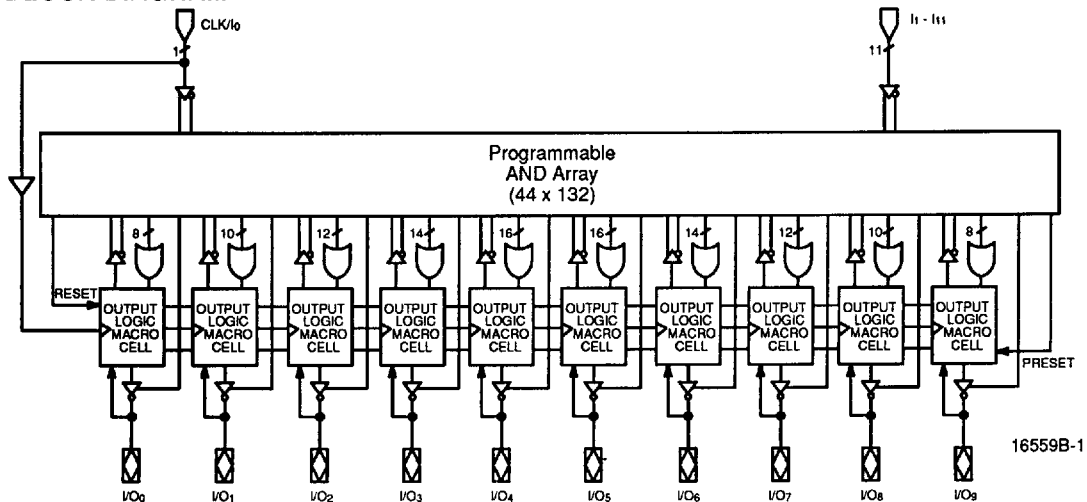 CLK/I0
I1 - I11
1
11
Programmable
AND Array
(44 x 132)
8 10 12 14 16 16 14 12 10 8
RESET
OUTPUT LOGIC MACRO CELL
OUTPUT LOGIC MACRO CELL
OUTPUT LOGIC MACRO CELL
OUTPUT LOGIC MACRO CELL
OUTPUT LOGIC MACRO CELL
OUTPUT LOGIC MACRO CELL
OUTPUT LOGIC MACRO CELL
OUTPUT LOGIC MACRO CELL
OUTPUT LOGIC MACRO CELL
OUTPUT LOGIC MACRO CELL
PRESET
16559B-1
I/O0 I/O1 I/O2 I/O3 I/O4 I/O5 I/O6 I/O7 I/O8 I/O9